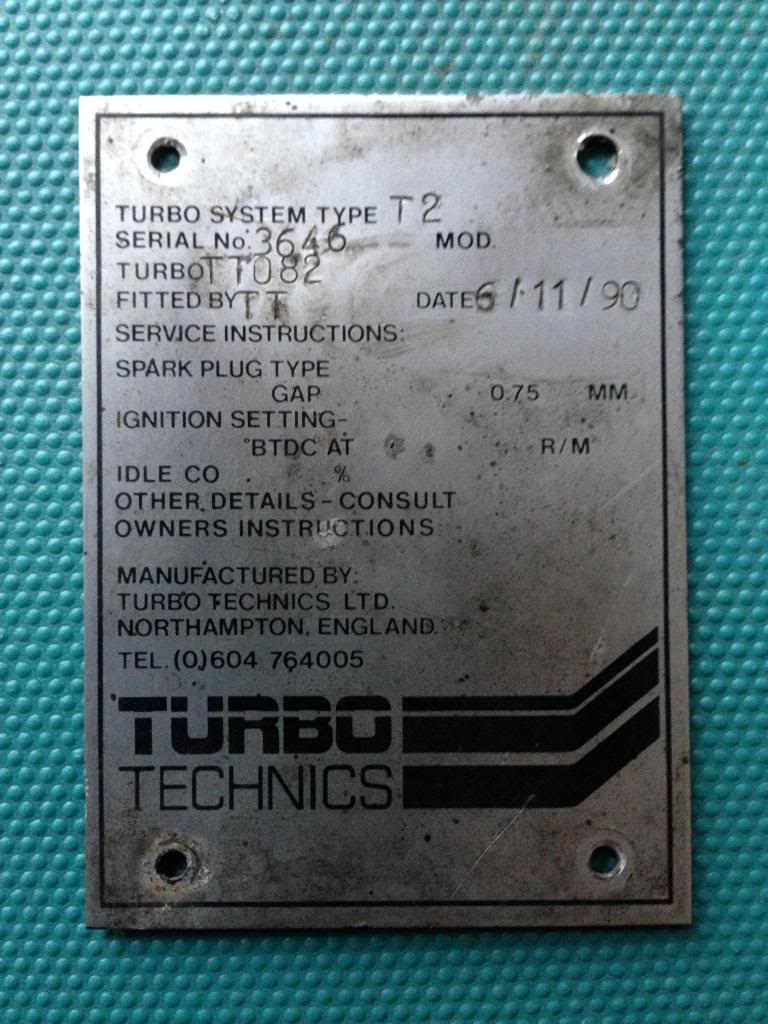 TURBO SYSTEM TYPE T2
SERIAL No. 3646 MOD.
TURBO TT082
FITTED BY TT DATE 6/11/90
SERVICE INSTRUCTIONS:
SPARK PLUG TYPE
GAP 0.75 MM
IGNITION SETTING-
°BTDC AT R/M
IDLE CO %
OTHER DETAILS - CONSULT
OWNERS INSTRUCTIONS
MANUFACTURED BY:
TURBO TECHNICS LTD.
NORTHAMPTON, ENGLAND.
TEL. (0)604 764005
TURBO
TECHNICS